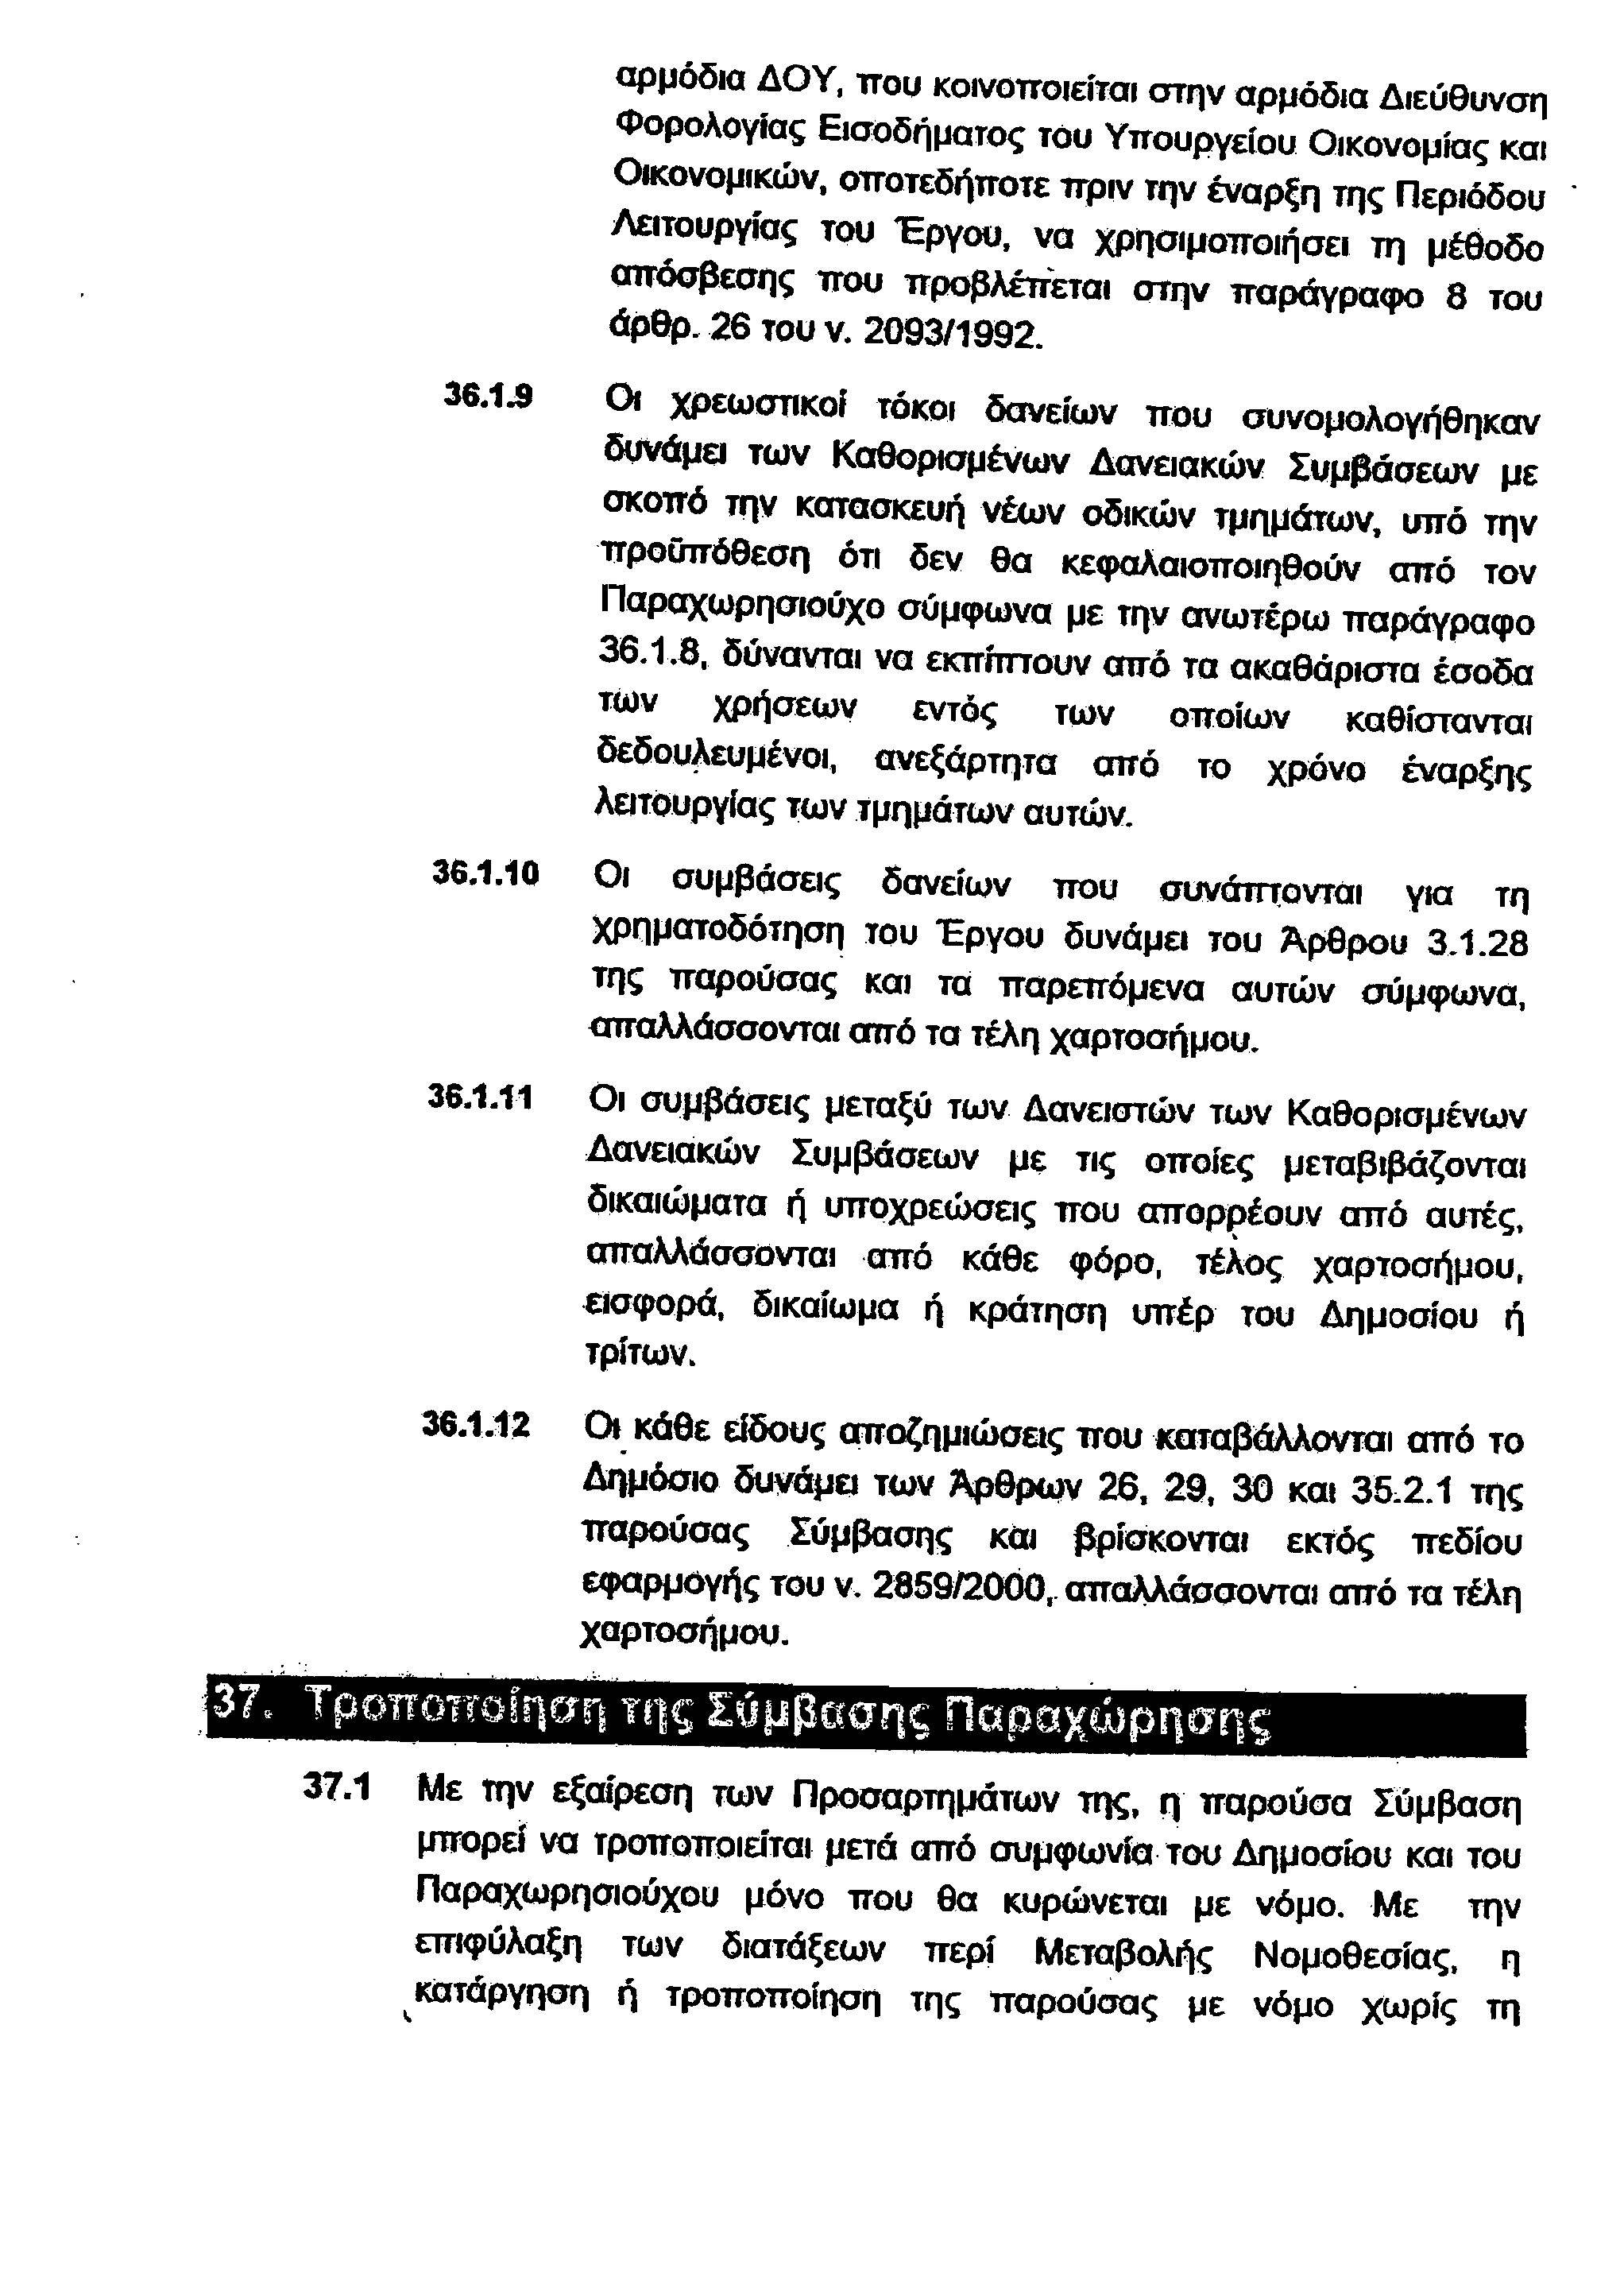 αρμόδια ΔΟΥ, που κοινοποιείται στην αρμόδια Διεύθυνση
Φορολογίας Εισοδήματος του Υπουργείου Οικονομίας και
Οικονομικών, οποτεδήποτε πριν την έναρξη της Περιόδου
Λειτουργίας του Έργου, να χρησιμοποιήσει τη μέθοδο
απόσβεσης που προβλέπεται στην παράγραφο 8 του
άρθρ. 26 του ν. 2093/1992.
36.1.9 Οι χρεωστικοί τόκοι δανείων που συνομολογήθηκαν
δυνάμει των Καθορισμένων Δανειακών Συμβάσεων με
σκοπό την κατασκευή νέων οδικών τμημάτων, υπό την
προϋπόθεση ότι δεν θα κεφαλαιοποιηθούν από τον
Παραχωρησιούχο σύμφωνα με την ανωτέρω παράγραφο
36.1.8, δύνανται να εκπίπτουν από τα ακαθάριστα έσοδα
των χρήσεων εντός των οποίων καθίστανται
δεδουλευμένοι, ανεξάρτητα από το χρόνο έναρξης
λειτουργίας των τμημάτων αυτών.
36.1.10 Οι συμβάσεις δανείων που συνάπτονται για τη
χρηματοδότηση του Έργου δυνάμει του Άρθρου 3.1.28
της παρούσας και τα παρεπόμενα αυτών σύμφωνα,
απαλλάσσονται από τα τέλη χαρτοσήμου.
36.1.11 Οι συμβάσεις μεταξύ των Δανειστών των Καθορισμένων
Δανειακών Συμβάσεων με τις οποίες μεταβιβάζονται
δικαιώματα ή υποχρεώσεις που απορρέουν από αυτές,
απαλλάσσονται από κάθε φόρο, τέλος χαρτοσήμου,
εισφορά, δικαίωμα ή κράτηση υπέρ του Δημοσίου ή
τρίτων.
36.1.12 Οι κάθε είδους αποζημιώσεις που καταβάλλονται από το
Δημόσιο δυνάμει των Άρθρων 26, 29, 30 και 35.2.1 της
παρούσας Σύμβασης και βρίσκονται εκτός πεδίου
εφαρμογής του ν. 2859/2000, απαλλάσσονται από τα τέλη
χαρτοσήμου.
37. Τροποποίηση της Σύμβασης Παραχώρησης
37.1 Με την εξαίρεση των Προσαρτημάτων της, η παρούσα Σύμβαση
μπορεί να τροποποιείται μετά από συμφωνία του Δημοσίου και του
Παραχωρησιούχου μόνο που θα κυρώνεται με νόμο. Με την
επιφύλαξη των διατάξεων περί Μεταβολής Νομοθεσίας, η
κατάργηση ή τροποποίηση της παρούσας με νόμο χωρίς τη